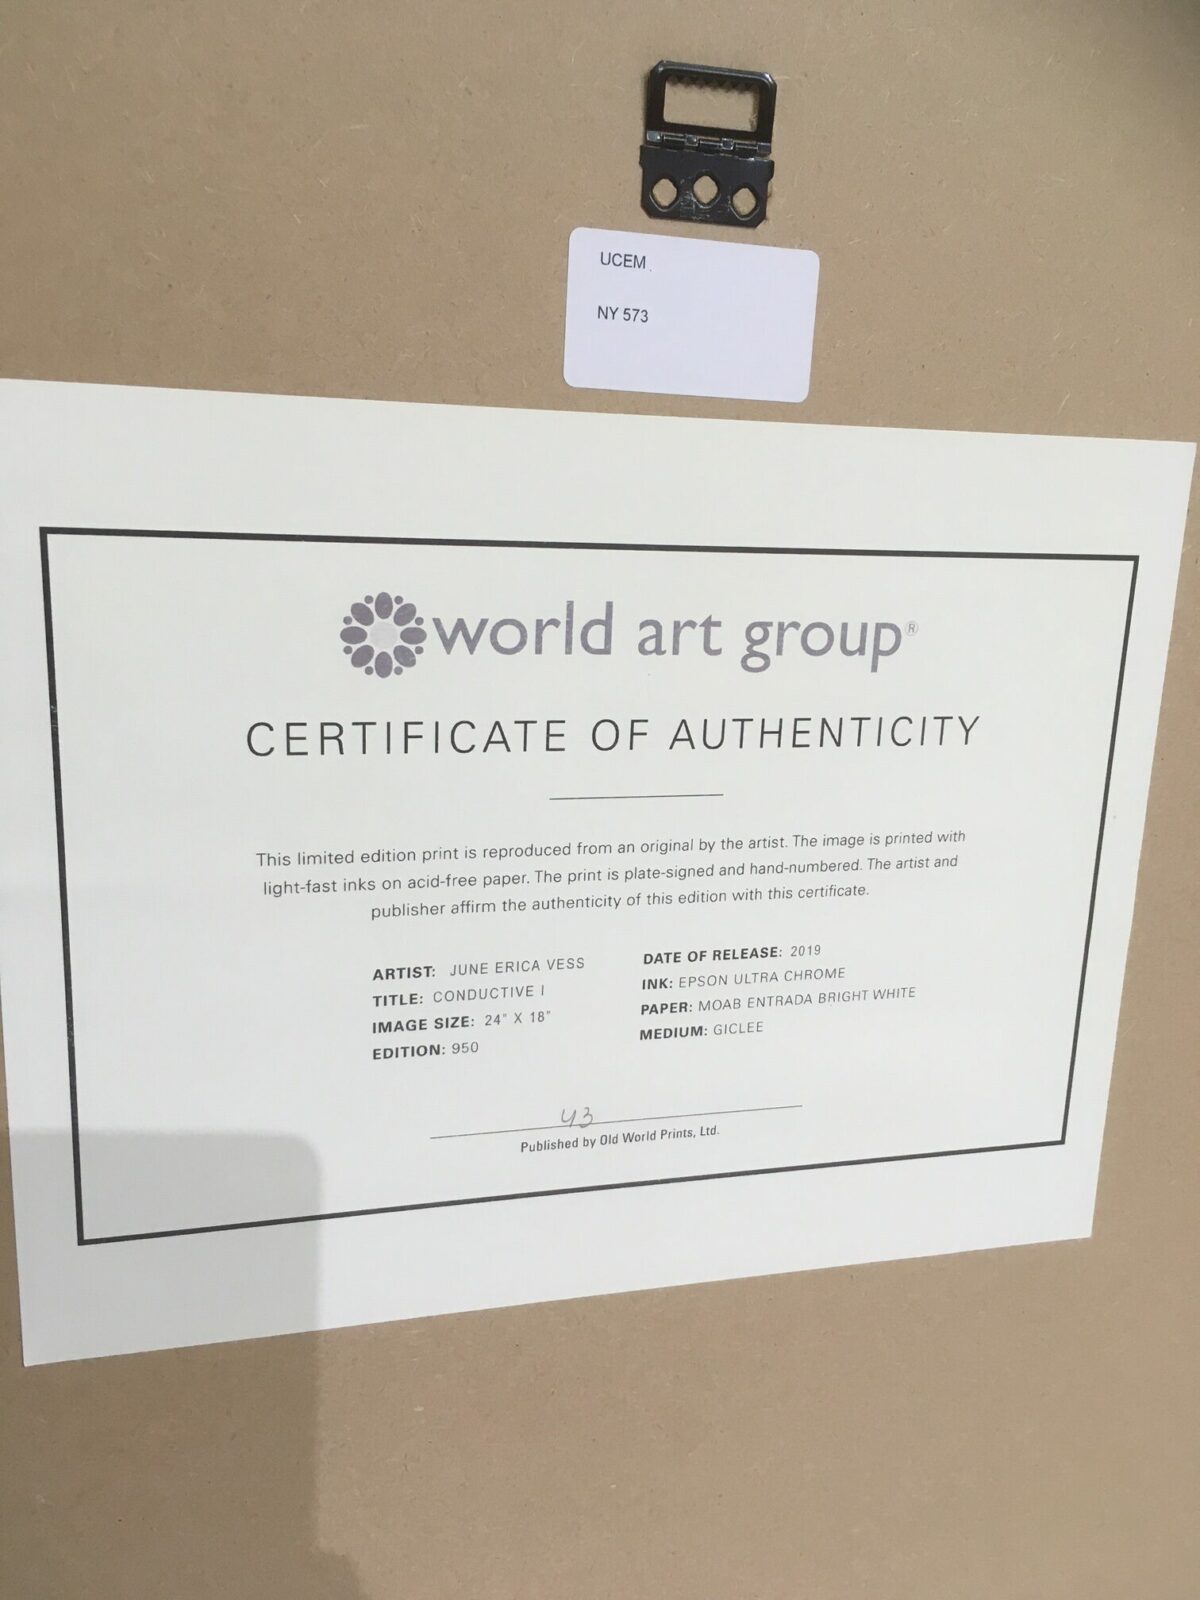 UCEM
NY 573
world art group®
CERTIFICATE OF AUTHENTICITY
This limited edition print is reproduced from an original by the artist. The image is printed with
light-fast inks on acid-free paper. The print is plate-signed and hand-numbered. The artist and
publisher affirm the authenticity of this edition with this certificate.
ARTIST: JUNE ERICA VESS
TITLE: CONDUCTIVE I
IMAGE SIZE: 24" X 18"
EDITION: 950
DATE OF RELEASE: 2019
INK: EPSON ULTRA CHROME
PAPER: MOAB ENTRADA BRIGHT WHITE
MEDIUM: GICLEE
43
Published by Old World Prints, Ltd.